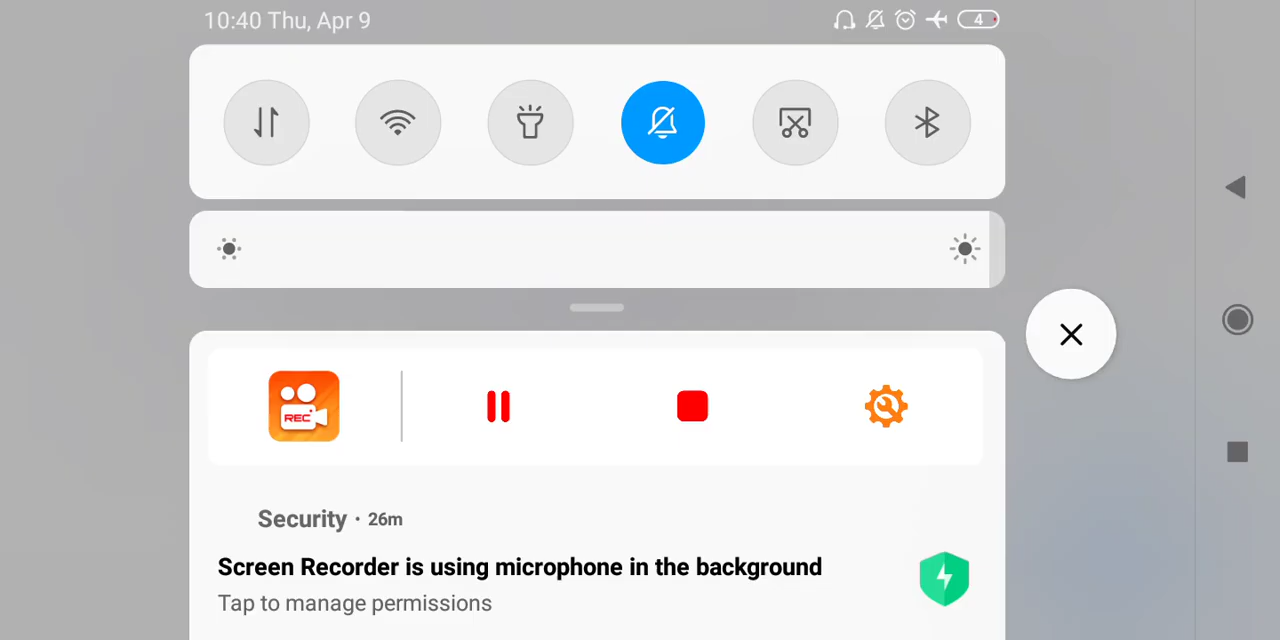 10:40 Thu, Apr 9
4
REC
Security · 26m
Screen Recorder is using microphone in the background
Tap to manage permissions